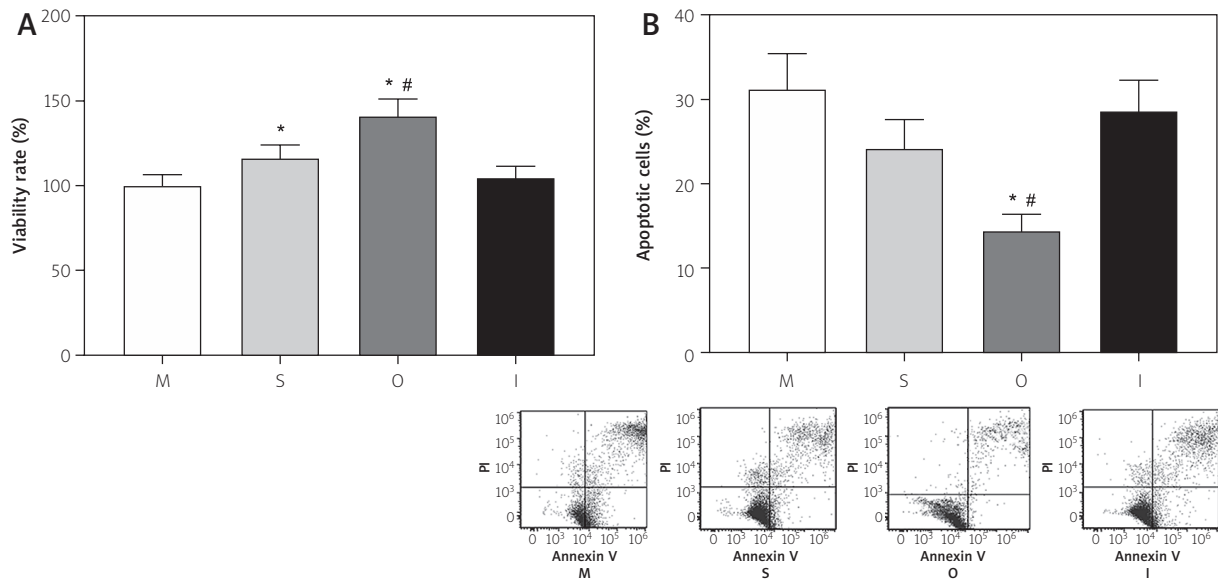 A
Viability rate (%)
200
150
100
50
0
*
* #
M S O I
B
Apoptotic cells (%)
40
30
20
10
0
* #
M S O I
PI
10⁶
10⁵
10⁴
10³
0
0 10³ 10⁴ 10⁵ 10⁶
Annexin V
M
PI
10⁶
10⁵
10⁴
10³
0
0 10³ 10⁴ 10⁵ 10⁶
Annexin V
S
PI
10⁶
10⁵
10⁴
10³
0
0 10³ 10⁴ 10⁵ 10⁶
Annexin V
O
PI
10⁶
10⁵
10⁴
10³
0
0 10³ 10⁴ 10⁵ 10⁶
Annexin V
I